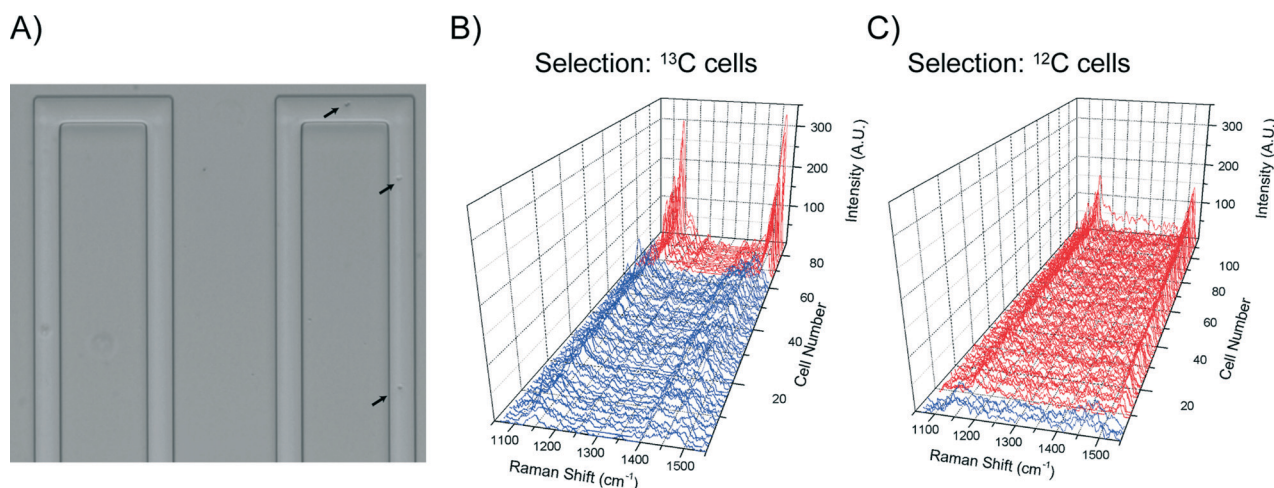 A)
B)
Selection: ¹³C cells
300
200
100
Intensity (A.U.)
80
60
40
20
Cell Number
1100
1200
1300
1400
1500
Raman Shift (cm⁻¹)
C)
Selection: ¹²C cells
300
200
100
Intensity (A.U.)
100
80
60
40
20
Cell Number
1100
1200
1300
1400
1500
Raman Shift (cm⁻¹)